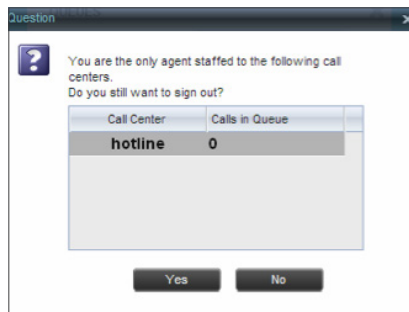 Question
You are the only agent staffed to the following call
centers.
Do you still want to sign out?
Call Center Calls in Queue
hotline 0
Yes No